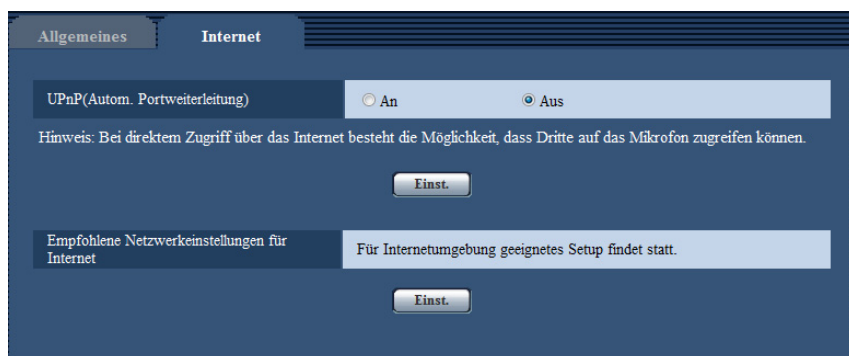 Allgemeines
Internet
UPnP(Autom. Portweiterleitung)
An
Aus
Hinweis: Bei direktem Zugriff über das Internet besteht die Möglichkeit, dass Dritte auf das Mikrofon zugreifen können.
Einst.
Empfohlene Netzwerkeinstellungen für
Internet
Für Internetumgebung geeignetes Setup findet statt.
Einst.